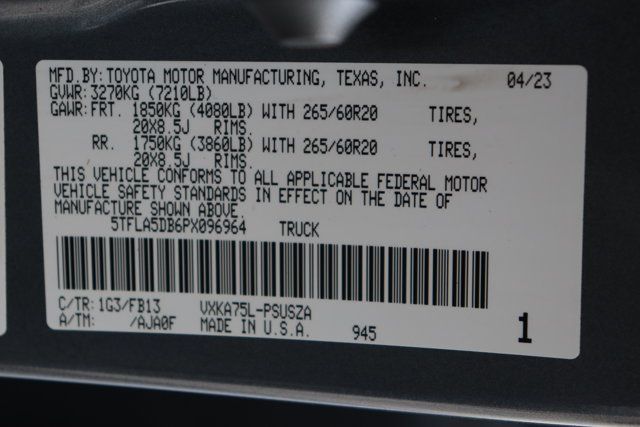 MFD.BY: TOYOTA MOTOR MANUFACTURING, TEXAS, INC. 04/23
GVWR: 3270KG (7210LB)
GAWR: FRT. 1850KG (4080LB) WITH 265/60R20 TIRES,
20X8.5J RIMS.
RR. 1750KG (3860LB) WITH 265/60R20 TIRES,
20X8.5J RIMS.
THIS VEHICLE CONFORMS TO ALL APPLICABLE FEDERAL MOTOR
VEHICLE SAFETY STANDARDS IN EFFECT ON THE DATE OF
MANUFACTURE SHOWN ABOVE.
5TFLA5DB6PX096964 TRUCK
C/TR: 1G3/FB13 VXKA75L-PSUSZA
A/TM: /AJA0F MADE IN U.S.A. 945 1